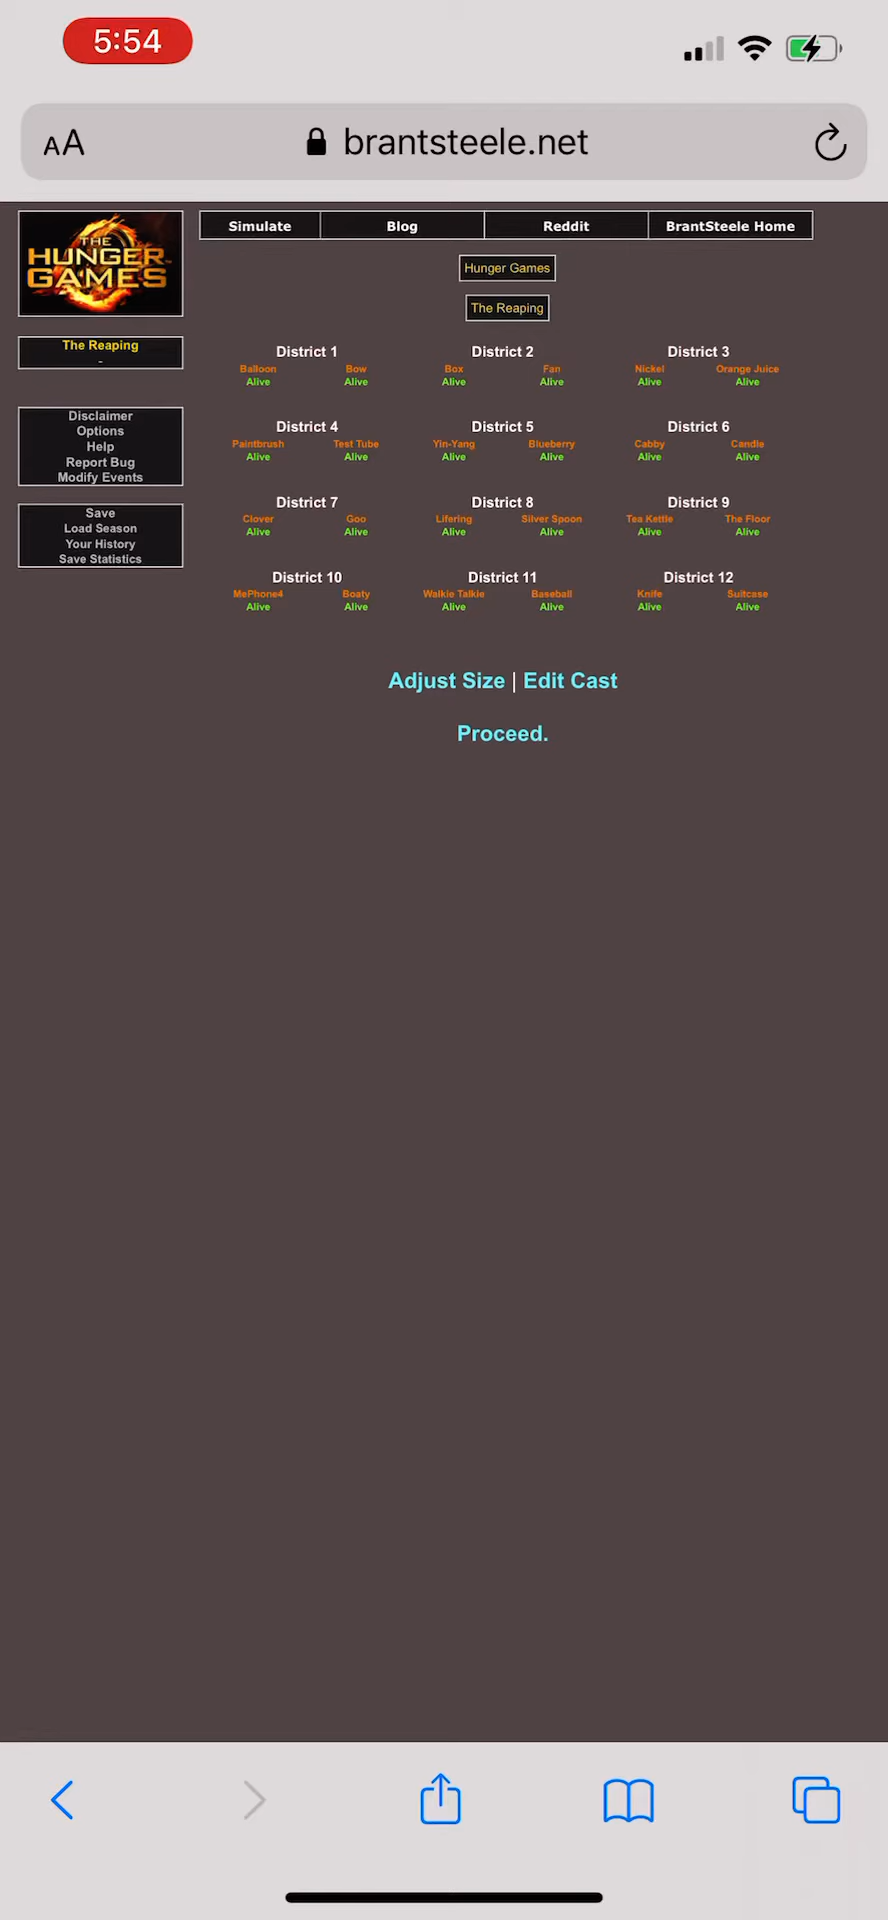 5:54
AA brantsteele.net
THE
HUNGER
GAMES
Simulate Blog Reddit BrantSteele Home
Hunger Games
The Reaping
The Reaping
-
Disclaimer
Options
Help
Report Bug
Modify Events
Save
Load Season
Your History
Save Statistics
District 1 District 2 District 3
Balloon Bow Box Fan Nickel Orange Juice
Alive Alive Alive Alive Alive Alive
District 4 District 5 District 6
Paintbrush Test Tube Yin-Yang Blueberry Cabby Candle
Alive Alive Alive Alive Alive Alive
District 7 District 8 District 9
Clover Goo Lifering Silver Spoon Tea Kettle The Floor
Alive Alive Alive Alive Alive Alive
District 10 District 11 District 12
MePhone4 Boaty Walkie Talkie Baseball Knife Suitcase
Alive Alive Alive Alive Alive Alive
Adjust Size | Edit Cast
Proceed.